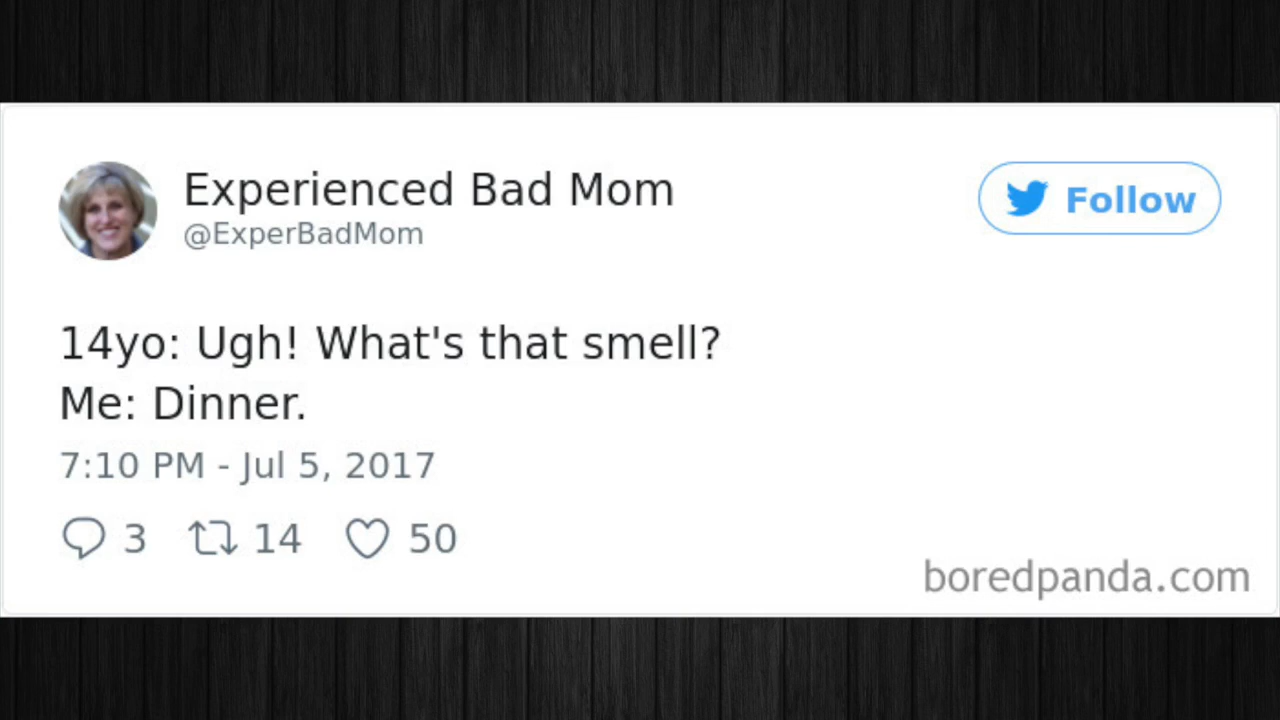 Experienced Bad Mom
@ExperBadMom
Follow
14yo: Ugh! What's that smell?
Me: Dinner.
7:10 PM - Jul 5, 2017
3 14 50
boredpanda.com